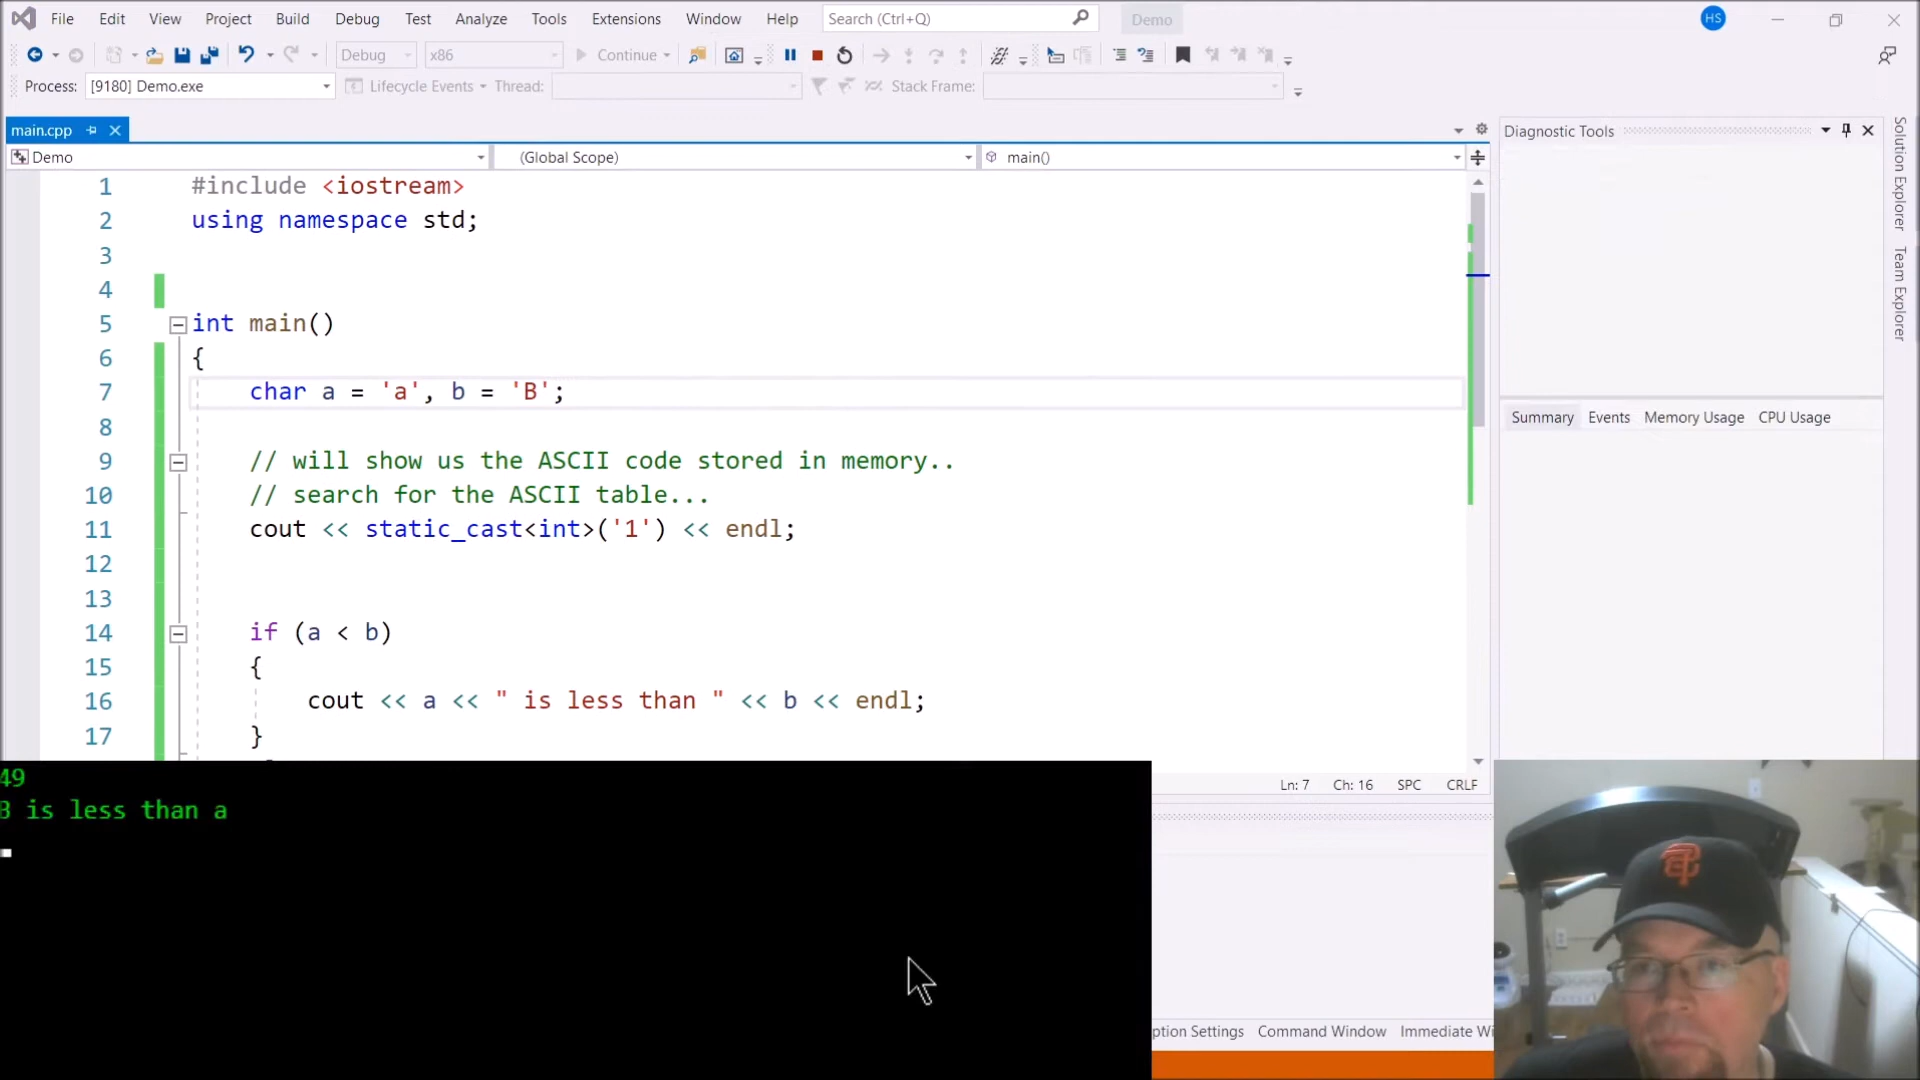 File Edit View Project Build Debug Test Analyze Tools Extensions Window Help Search (Ctrl+Q) Demo HS
Debug x86 Continue
Process: [9180] Demo.exe Lifecycle Events Thread: Stack Frame:
main.cpp
Demo (Global Scope) main()
1 #include <iostream>
2 using namespace std;
3
4
5 int main()
6 {
7 char a = 'a', b = 'B';
8
9 // will show us the ASCII code stored in memory..
10 // search for the ASCII table...
11 cout << static_cast<int>('1') << endl;
12
13
14 if (a < b)
15 {
16 cout << a << " is less than " << b << endl;
17 }
Diagnostic Tools
Summary Events Memory Usage CPU Usage
Solution Explorer
Team Explorer
Ln: 7 Ch: 16 SPC CRLF
49
B is less than a
ption Settings Command Window Immediate Wi